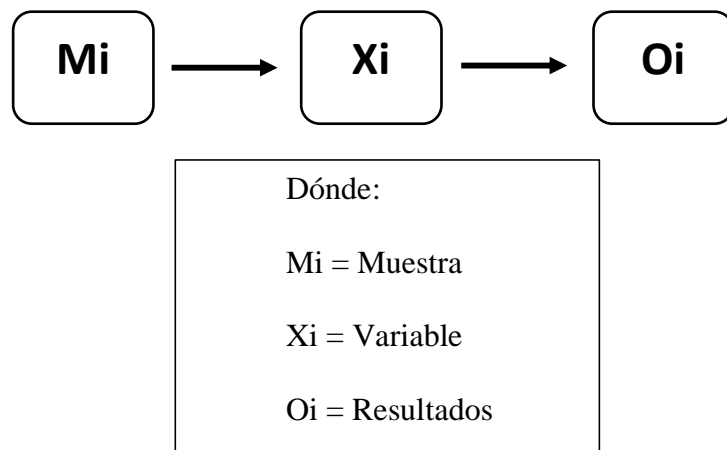 Mi Xi Oi
Dónde:
Mi = Muestra
Xi = Variable
Oi = Resultados